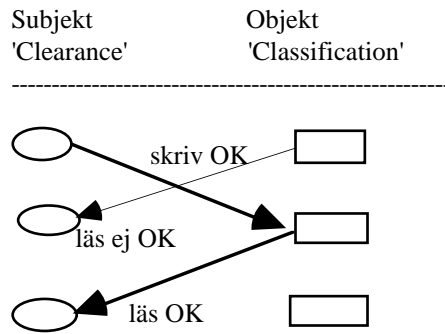 Subjekt Objekt
'Clearance' 'Classification'
--------------------------------------------------------
skriv OK
läs ej OK
läs OK